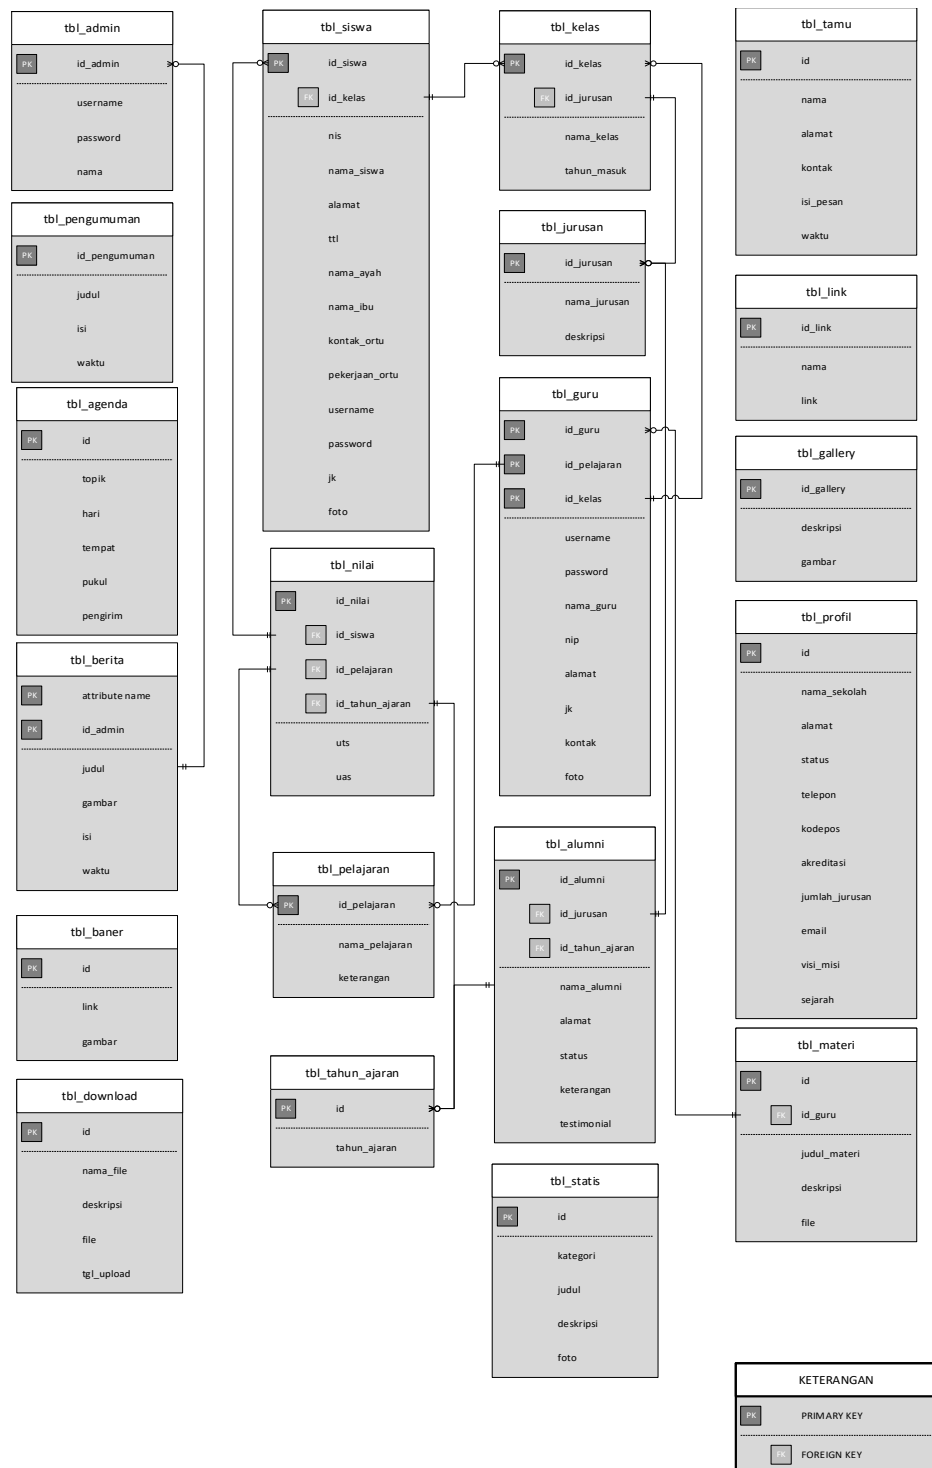 tbl_admin
PK id_admin
username
password
nama
tbl_pengumuman
PK id_pengumuman
judul
isi
waktu
tbl_agenda
PK id
topik
hari
tempat
pukul
pengirim
tbl_berita
PK attribute name
PK id_admin
judul
gambar
isi
waktu
tbl_baner
PK id
link
gambar
tbl_download
PK id
nama_file
deskripsi
file
tgl_upload
tbl_siswa
PK id_siswa
FK id_kelas
nis
nama_siswa
alamat
ttl
nama_ayah
nama_ibu
kontak_ortu
pekerjaan_ortu
username
password
jk
foto
tbl_nilai
PK id_nilai
FK id_siswa
FK id_pelajaran
FK id_tahun_ajaran
uts
uas
tbl_pelajaran
PK id_pelajaran
nama_pelajaran
keterangan
tbl_tahun_ajaran
PK id
tahun_ajaran
tbl_kelas
PK id_kelas
FK id_jurusan
nama_kelas
tahun_masuk
tbl_jurusan
PK id_jurusan
nama_jurusan
deskripsi
tbl_guru
PK id_guru
PK id_pelajaran
PK id_kelas
username
password
nama_guru
nip
alamat
jk
kontak
foto
tbl_alumni
PK id_alumni
FK id_jurusan
FK id_tahun_ajaran
nama_alumni
alamat
status
keterangan
testimonial
tbl_statis
PK id
kategori
judul
deskripsi
foto
tbl_tamu
PK id
nama
alamat
kontak
isi_pesan
waktu
tbl_link
PK id_link
nama
link
tbl_gallery
PK id_gallery
deskripsi
gambar
tbl_profil
PK id
nama_sekolah
alamat
status
telepon
kodepos
akreditasi
jumlah_jurusan
email
visi_misi
sejarah
tbl_materi
PK id
FK id_guru
judul_materi
deskripsi
file
KETERANGAN
PK PRIMARY KEY
FK FOREIGN KEY